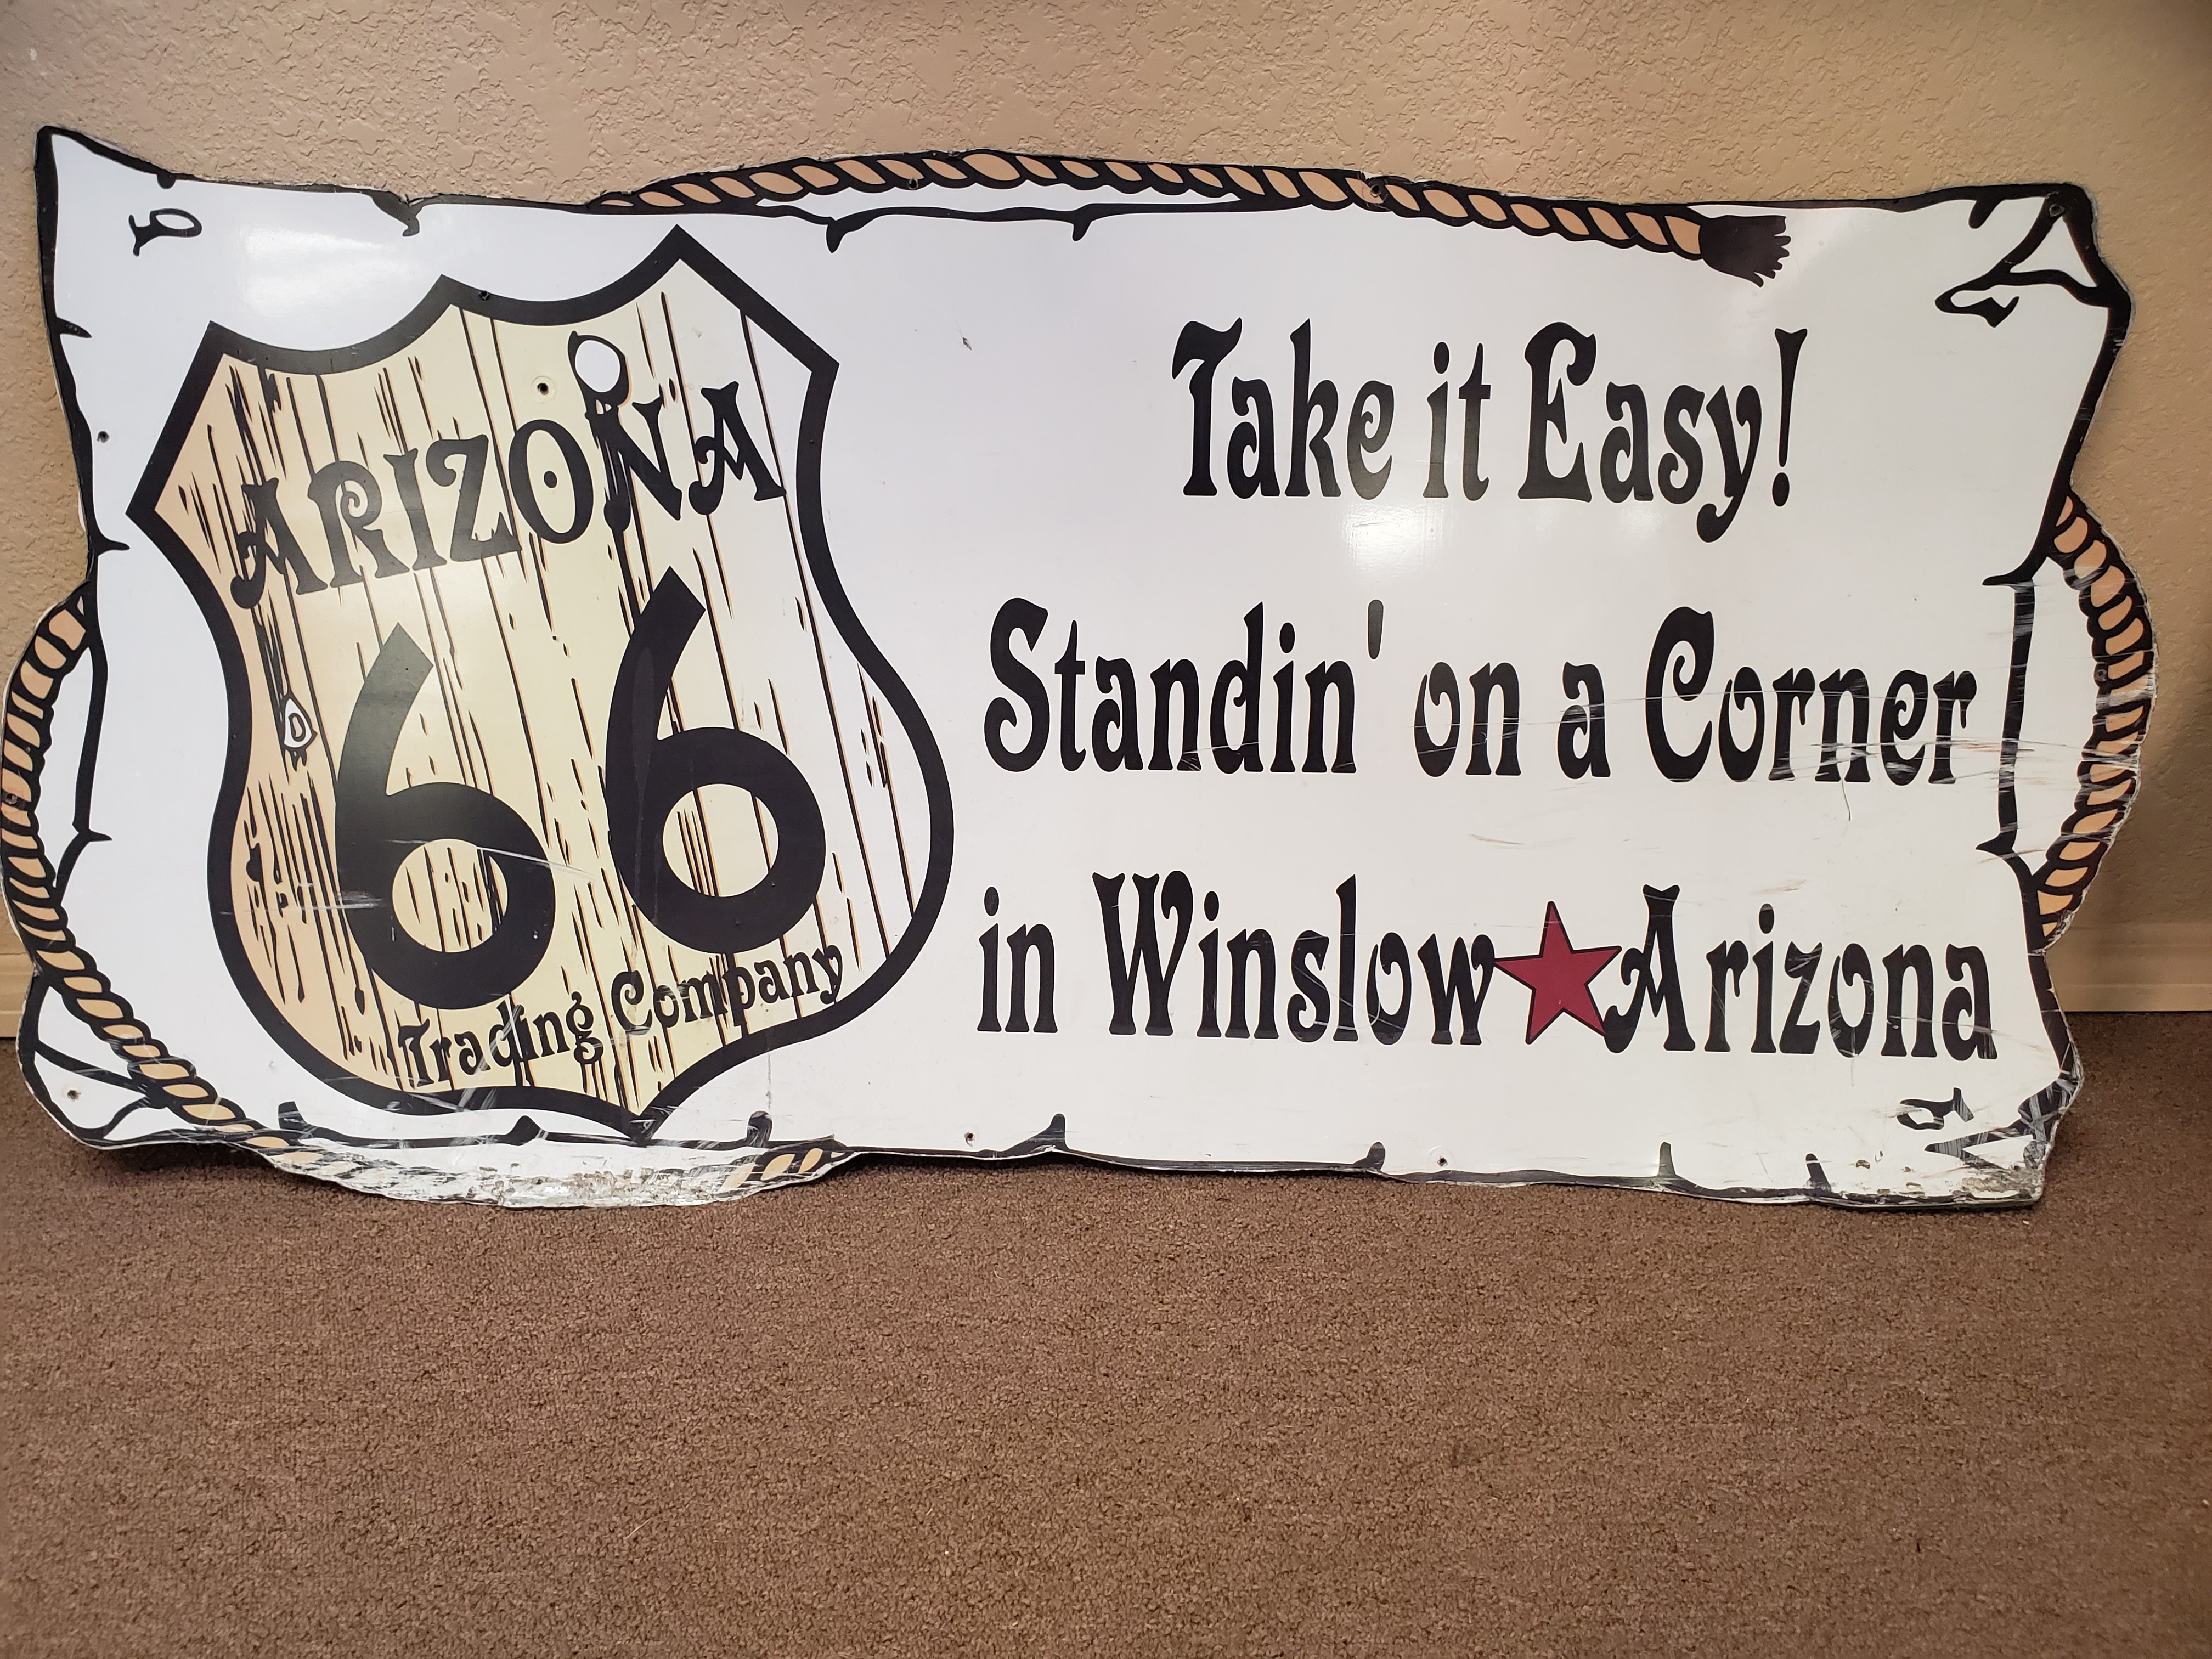 ARIZONA
66
Trading Company
Take it Easy!
Standin' on a Corner
in Winslow★Arizona